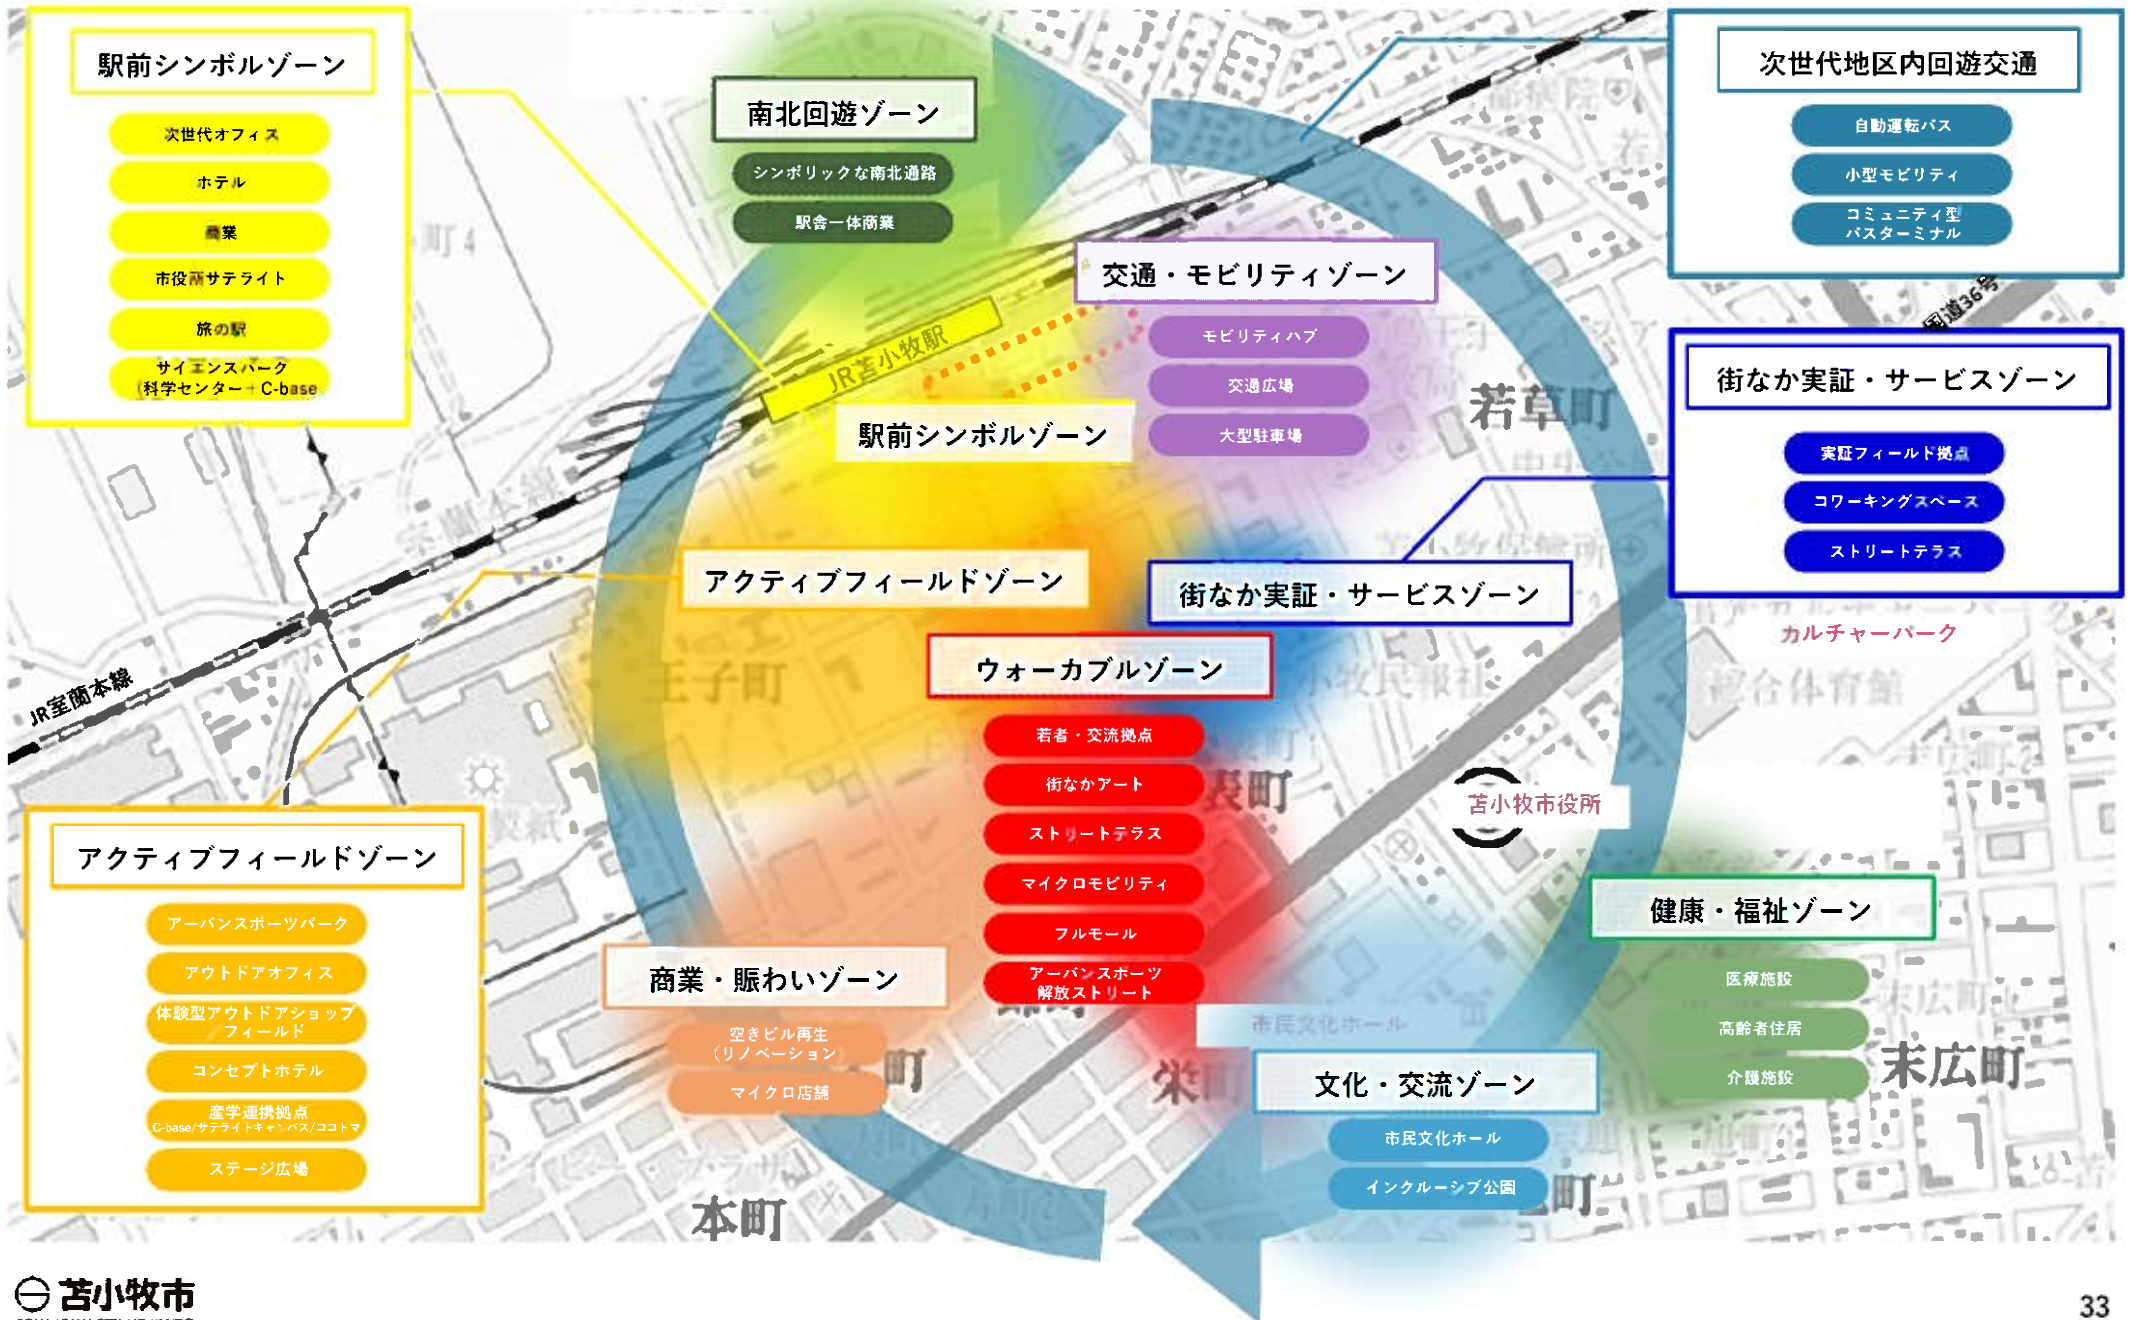 駅前シンボルゾーン
次世代オフィス
ホテル
商業
市役所サテライト
旅の駅
サイエンスパーク
(科学センター＋C-base
南北回遊ゾーン
シンボリックな南北通路
駅舎一体商業
次世代地区内回遊交通
自動運転バス
小型モビリティ
コミュニティ型
バスターミナル
国道36号
交通・モビリティゾーン
モビリティハブ
交通広場
大型駐車場
JR苫小牧駅
駅前シンボルゾーン
若草町
街なか実証・サービスゾーン
実証フィールド拠点
コワーキングスペース
ストリートテラス
室蘭本線
アクティブフィールドゾーン
街なか実証・サービスゾーン
カルチャーパーク
総合体育館
JR室蘭本線
王子町
ウォーカブルゾーン
若者・交流拠点
街なかアート
ストリートテラス
マイクロモビリティ
フルモール
アーバンスポーツ
解放ストリート
表町
苫小牧市役所
アクティブフィールドゾーン
アーバンスポーツパーク
アウトドアオフィス
体験型アウトドアショップ
フィールド
コンセプトホテル
産学連携拠点
C-base/サテライトキャンパス/ココトマ
ステージ広場
健康・福祉ゾーン
医療施設
高齢者住居
介護施設
末広町
商業・賑わいゾーン
空きビル再生
(リノベーション)
マイクロ店舗
町
市民文化ホール
栄町
文化・交流ゾーン
市民文化ホール
インクルーシブ公園
町
本町
苫小牧市
33